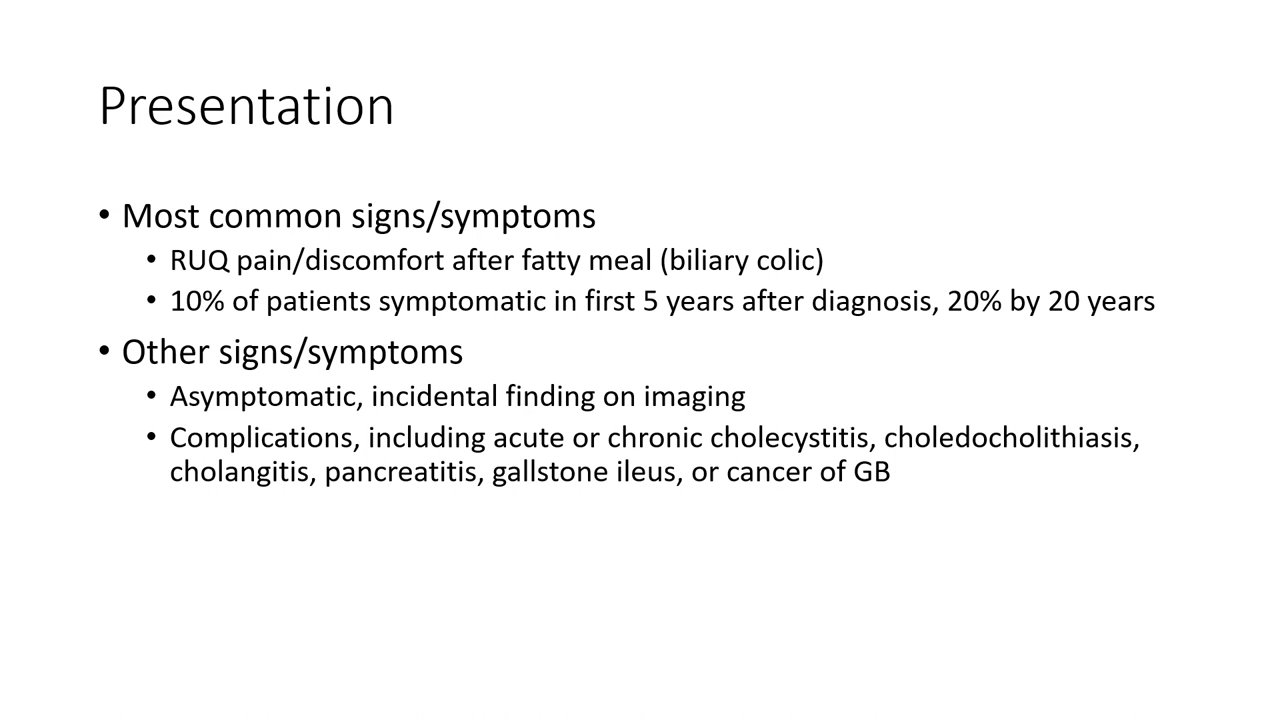 Presentation
• Most common signs/symptoms
• RUQ pain/discomfort after fatty meal (biliary colic)
• 10% of patients symptomatic in first 5 years after diagnosis, 20% by 20 years
• Other signs/symptoms
• Asymptomatic, incidental finding on imaging
• Complications, including acute or chronic cholecystitis, choledocholithiasis,
cholangitis, pancreatitis, gallstone ileus, or cancer of GB